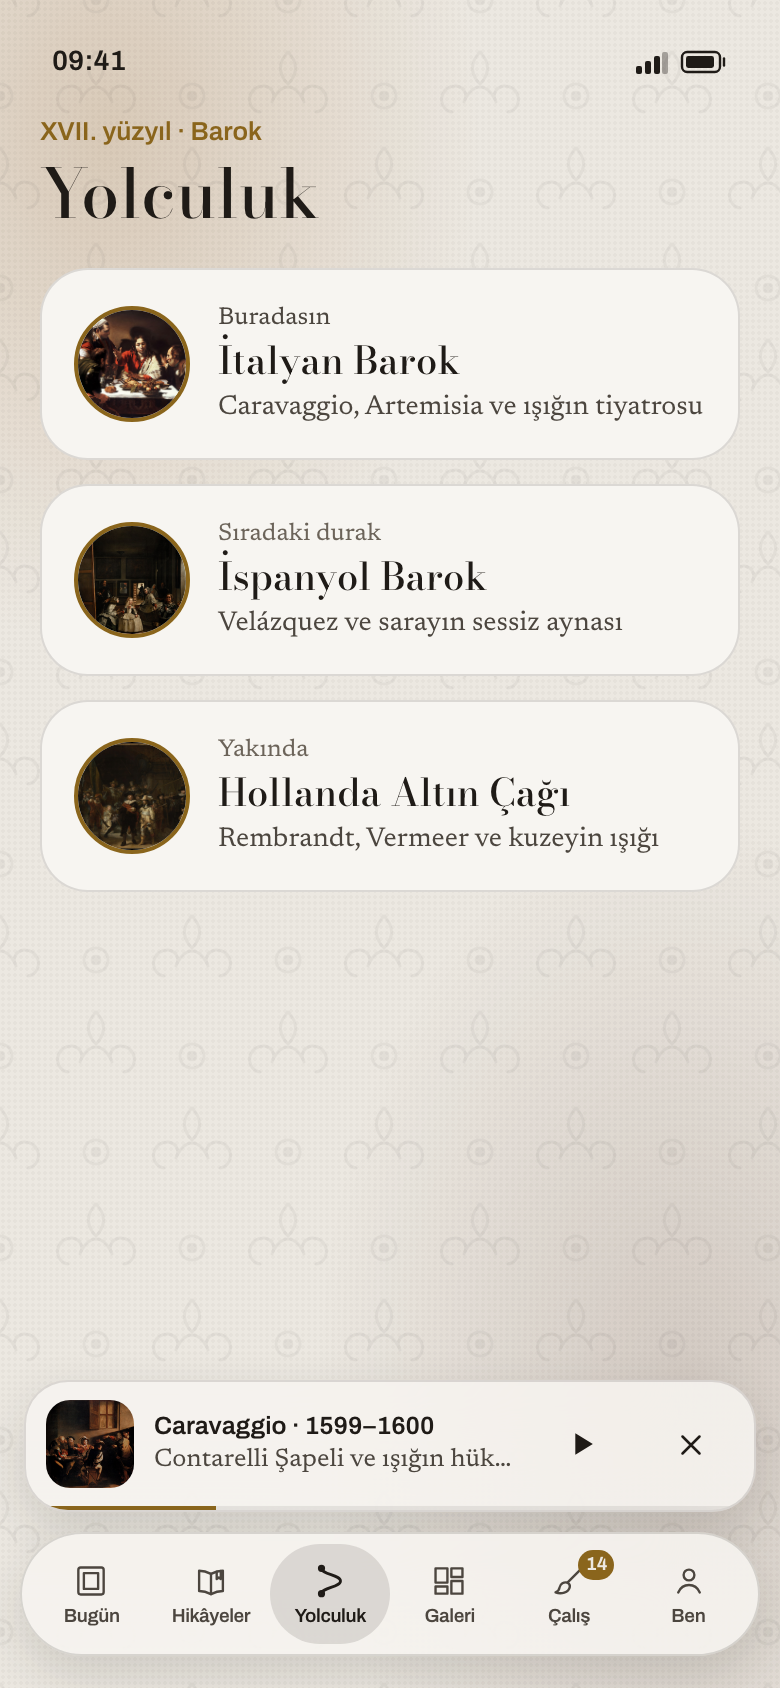 09:41
XVII. yüzyıl · Barok
Yolculuk
Buradasın
İtalyan Barok
Caravaggio, Artemisia ve ışığın tiyatrosu
Sıradaki durak
İspanyol Barok
Velázquez ve sarayın sessiz aynası
Yakında
Hollanda Altın Çağı
Rembrandt, Vermeer ve kuzeyin ışığı
Caravaggio · 1599–1600
Contarelli Şapeli ve ışığın hük...
14
Bugün
Hikâyeler
Yolculuk
Galeri
Çalış
Ben